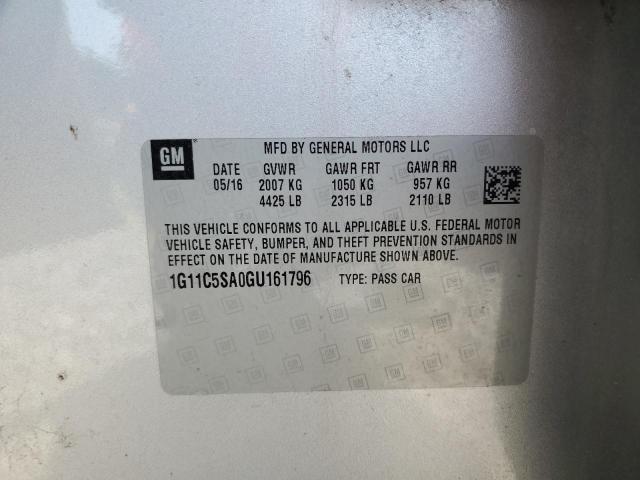 GM
MFD BY GENERAL MOTORS LLC
DATE GVWR GAWR FRT GAWR RR
05/16 2007 KG 1050 KG 957 KG
4425 LB 2315 LB 2110 LB
THIS VEHICLE CONFORMS TO ALL APPLICABLE U.S. FEDERAL MOTOR
VEHICLE SAFETY, BUMPER, AND THEFT PREVENTION STANDARDS IN
EFFECT ON THE DATE OF MANUFACTURE SHOWN ABOVE.
1G11C5SA0GU161796 TYPE: PASS CAR